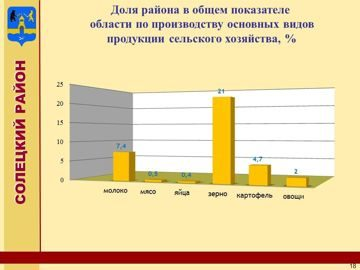 Доля района в общем показателе
области по производству основных видов
продукции сельского хозяйства, %
СОЛЕЦКИЙ РАЙОН
25
20
15
10
5
0
7,4
0,5
0,4
21
4,7
2
молоко
мясо
яйца
зерно
картофель
овощи
18